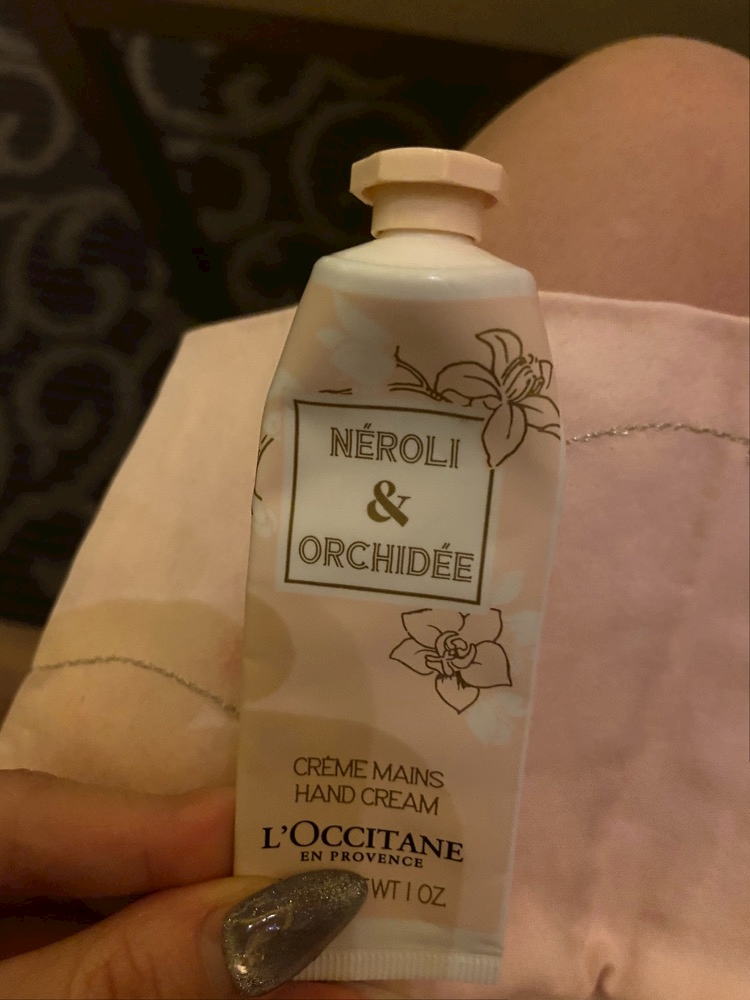 NÉROLI
&
ORCHIDÉE
CRÈME MAINS
HAND CREAM
L'OCCITANE
EN PROVENCE
WT 1 OZ.